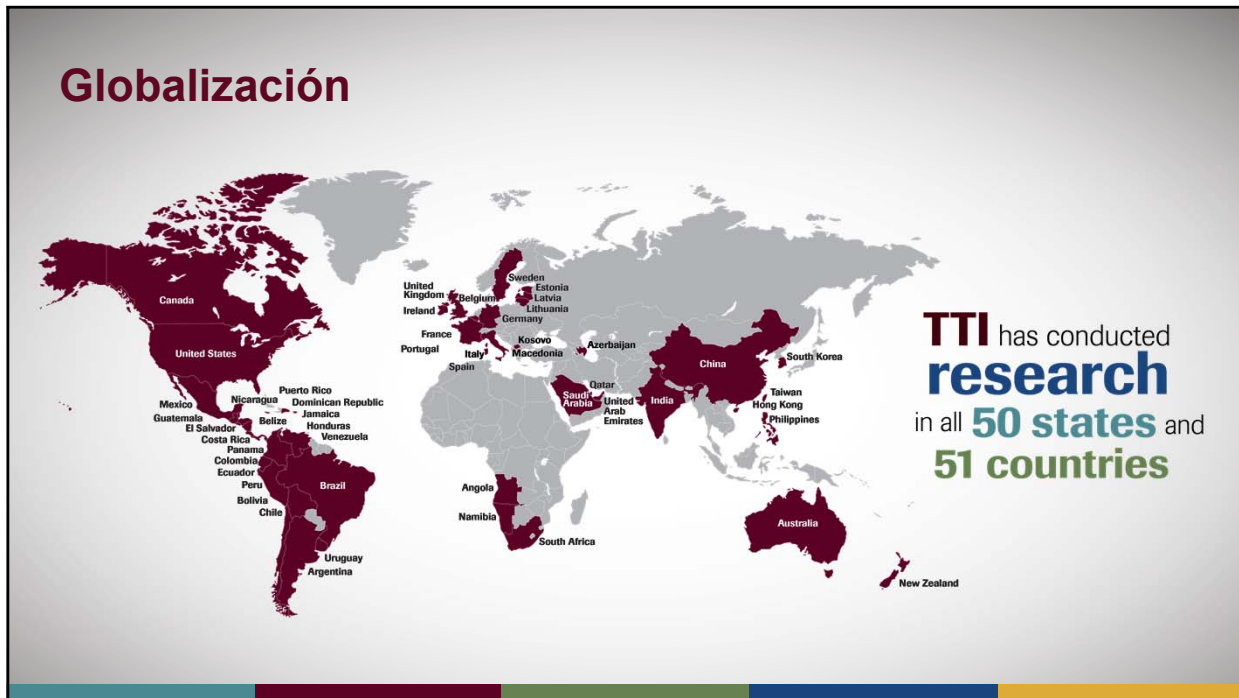 Globalización
Canada
United States
Mexico
Guatemala
El Salvador
Costa Rica
Panama
Colombia
Ecuador
Peru
Bolivia
Chile
Nicaragua
Belize
Puerto Rico
Dominican Republic
Jamaica
Honduras
Venezuela
Brazil
Uruguay
Argentina
United
Kingdom
Ireland
France
Portugal
Spain
Belgium
Italy
Sweden
Estonia
Latvia
Lithuania
Germany
Kosovo
Macedonia
Azerbaijan
Saudi
Arabia
Qatar
United
Arab
Emirates
India
China
South Korea
Taiwan
Hong Kong
Philippines
Angola
Namibia
South Africa
Australia
New Zealand
TTI has conducted
research
in all 50 states and
51 countries